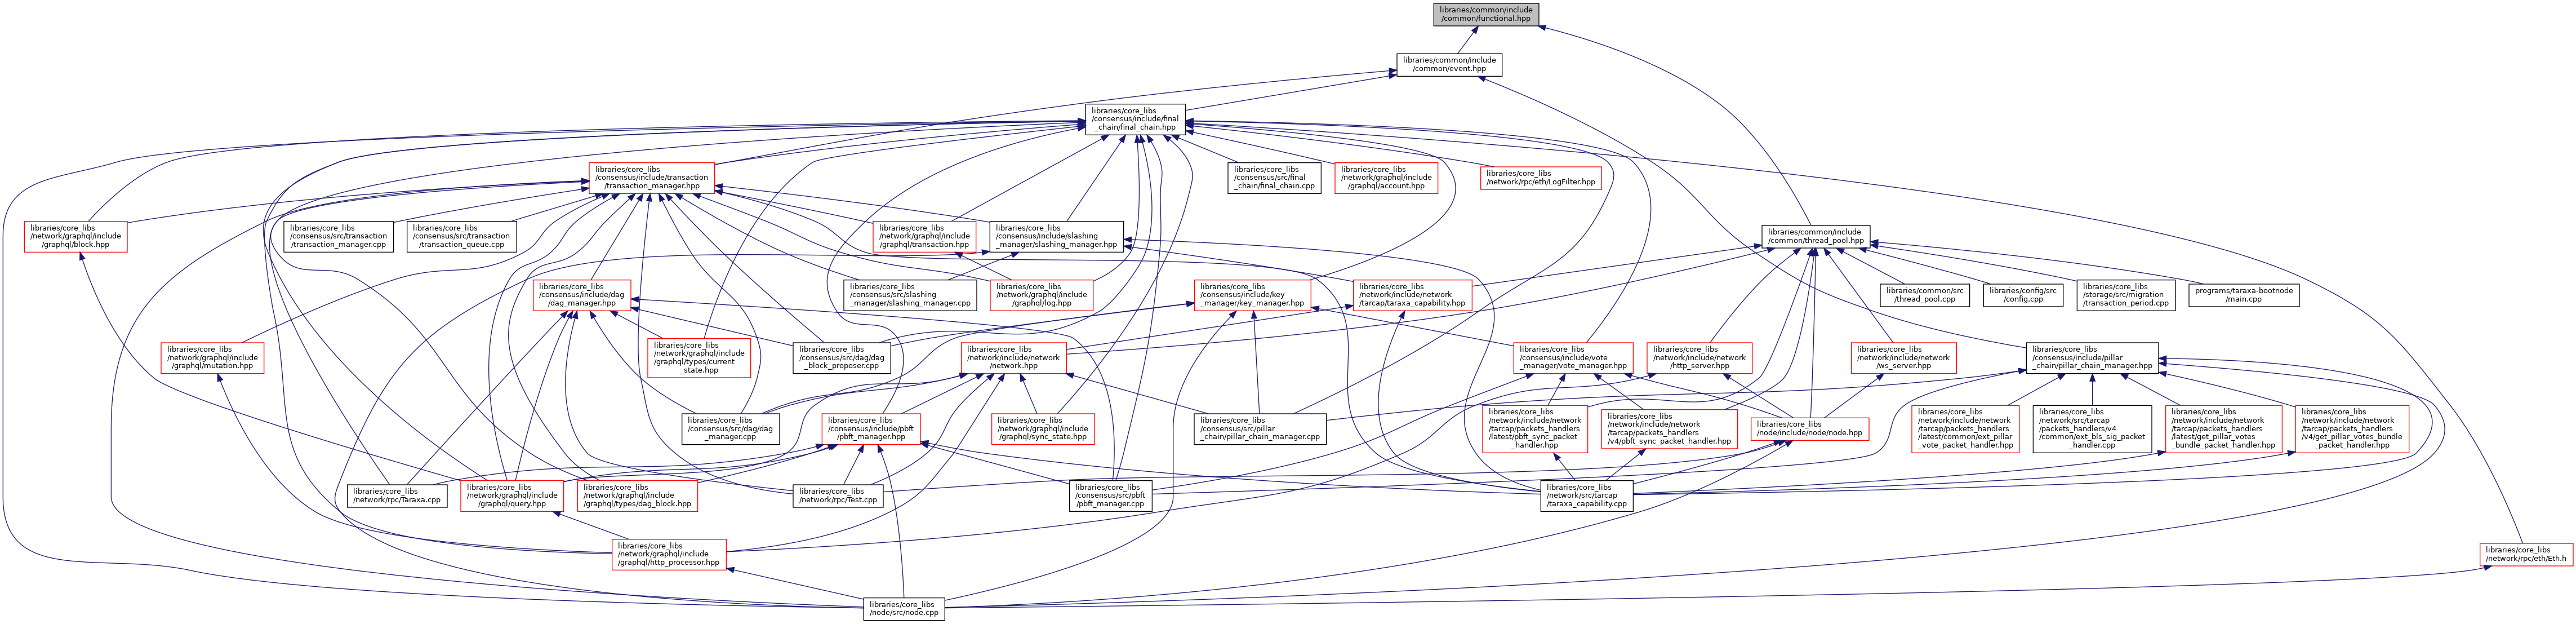 libraries/common/include
/common/functional.hpp
libraries/common/include
/common/event.hpp
libraries/core_libs
/consensus/include/final
_chain/final_chain.hpp
libraries/core_libs
/consensus/include/transaction
/transaction_manager.hpp
libraries/core_libs
/consensus/src/final
_chain/final_chain.cpp
libraries/core_libs
/network/graphql/include
/graphql/account.hpp
libraries/core_libs
/network/rpc/eth/LogFilter.hpp
libraries/core_libs
/network/graphql/include
/graphql/block.hpp
libraries/core_libs
/consensus/src/transaction
/transaction_manager.cpp
libraries/core_libs
/consensus/src/transaction
/transaction_queue.cpp
libraries/core_libs
/network/graphql/include
/graphql/transaction.hpp
libraries/core_libs
/consensus/include/slashing
_manager/slashing_manager.hpp
libraries/common/include
/common/thread_pool.hpp
libraries/core_libs
/consensus/include/dag
/dag_manager.hpp
libraries/core_libs
/consensus/src/slashing
_manager/slashing_manager.cpp
libraries/core_libs
/network/graphql/include
/graphql/log.hpp
libraries/core_libs
/consensus/include/key
_manager/key_manager.hpp
libraries/core_libs
/network/include/network
/tarcap/taraxa_capability.hpp
libraries/common/src
/thread_pool.cpp
libraries/config/src
/config.cpp
libraries/core_libs
/storage/src/migration
/transaction_period.cpp
programs/taraxa-bootnode
/main.cpp
libraries/core_libs
/network/graphql/include
/graphql/mutation.hpp
libraries/core_libs
/network/graphql/include
/graphql/types/current
_state.hpp
libraries/core_libs
/consensus/src/dag/dag
_block_proposer.cpp
libraries/core_libs
/network/include/network
/network.hpp
libraries/core_libs
/consensus/include/vote
_manager/vote_manager.hpp
libraries/core_libs
/network/include/network
/http_server.hpp
libraries/core_libs
/network/include/network
/ws_server.hpp
libraries/core_libs
/consensus/include/pillar
_chain/pillar_chain_manager.hpp
libraries/core_libs
/consensus/src/dag/dag
_manager.cpp
libraries/core_libs
/consensus/include/pbft
/pbft_manager.hpp
libraries/core_libs
/network/graphql/include
/graphql/sync_state.hpp
libraries/core_libs
/consensus/src/pillar
_chain/pillar_chain_manager.cpp
libraries/core_libs
/network/include/network
/tarcap/packets_handlers
/latest/pbft_sync_packet
_handler.hpp
libraries/core_libs
/network/include/network
/tarcap/packets_handlers
/v4/pbft_sync_packet_handler.hpp
libraries/core_libs
/node/include/node/node.hpp
libraries/core_libs
/network/include/network
/tarcap/packets_handlers
/latest/common/ext_pillar
_vote_packet_handler.hpp
libraries/core_libs
/network/src/tarcap
/packets_handlers/v4
/common/ext_bls_sig_packet
_handler.cpp
libraries/core_libs
/network/include/network
/tarcap/packets_handlers
/latest/get_pillar_votes
_bundle_packet_handler.hpp
libraries/core_libs
/network/include/network
/tarcap/packets_handlers
/v4/get_pillar_votes_bundle
_packet_handler.hpp
libraries/core_libs
/network/rpc/Taraxa.cpp
libraries/core_libs
/network/graphql/include
/graphql/query.hpp
libraries/core_libs
/network/graphql/include
/graphql/types/dag_block.hpp
libraries/core_libs
/network/rpc/Test.cpp
libraries/core_libs
/consensus/src/pbft
/pbft_manager.cpp
libraries/core_libs
/network/src/tarcap
/taraxa_capability.cpp
libraries/core_libs
/network/graphql/include
/graphql/http_processor.hpp
libraries/core_libs
/network/rpc/eth/Eth.h
libraries/core_libs
/node/src/node.cpp